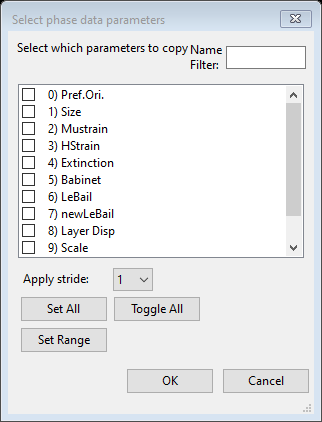 Select phase data parameters
Select which parameters to copy
Name
Filter:
0) Pref.Ori.
1) Size
2) Mustrain
3) HStrain
4) Extinction
5) Babinet
6) LeBail
7) newLeBail
8) Layer Disp
9) Scale
Apply stride: 1
Set All Toggle All
Set Range
OK Cancel